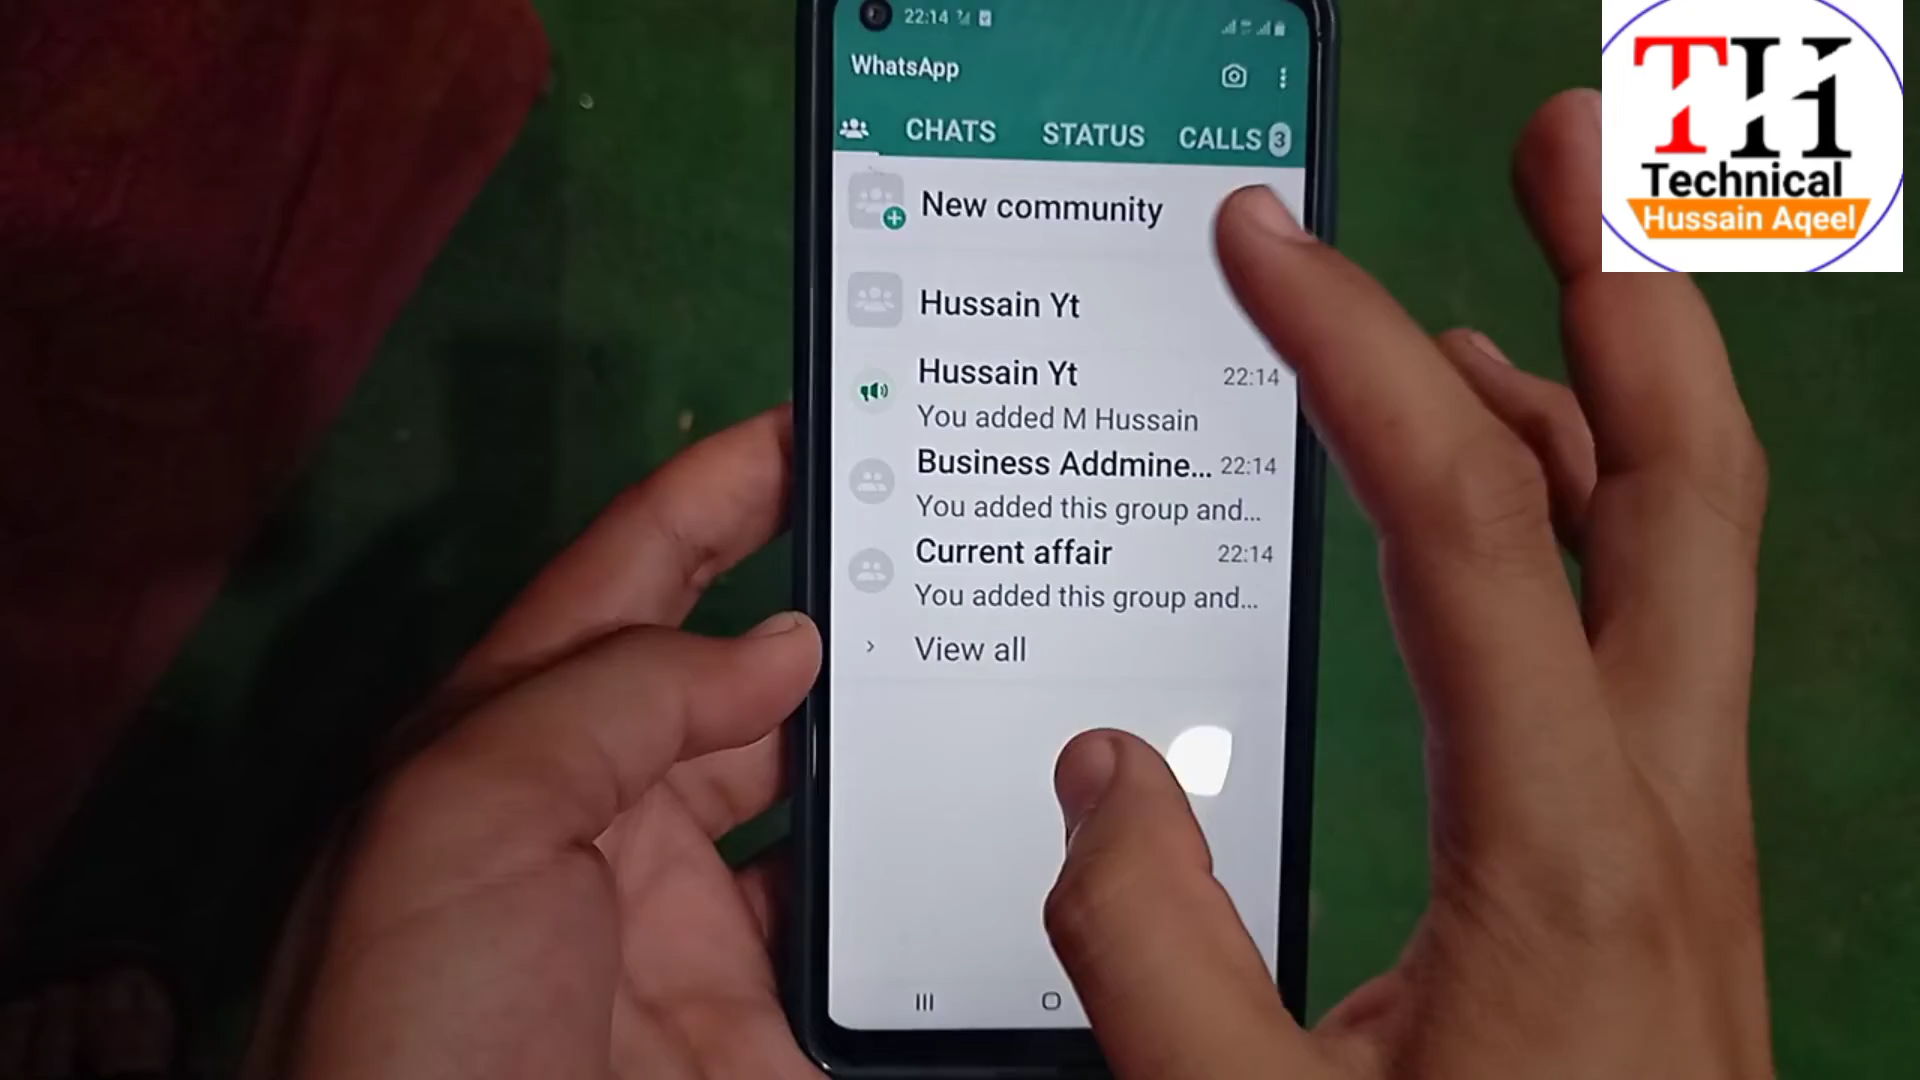 22:14
WhatsApp
CHATS STATUS CALLS 3
New community
Hussain Yt
Hussain Yt 22:14
You added M Hussain
Business Addmine... 22:14
You added this group and...
Current affair 22:14
You added this group and...
View all
TH
Technical
Hussain Aqeel